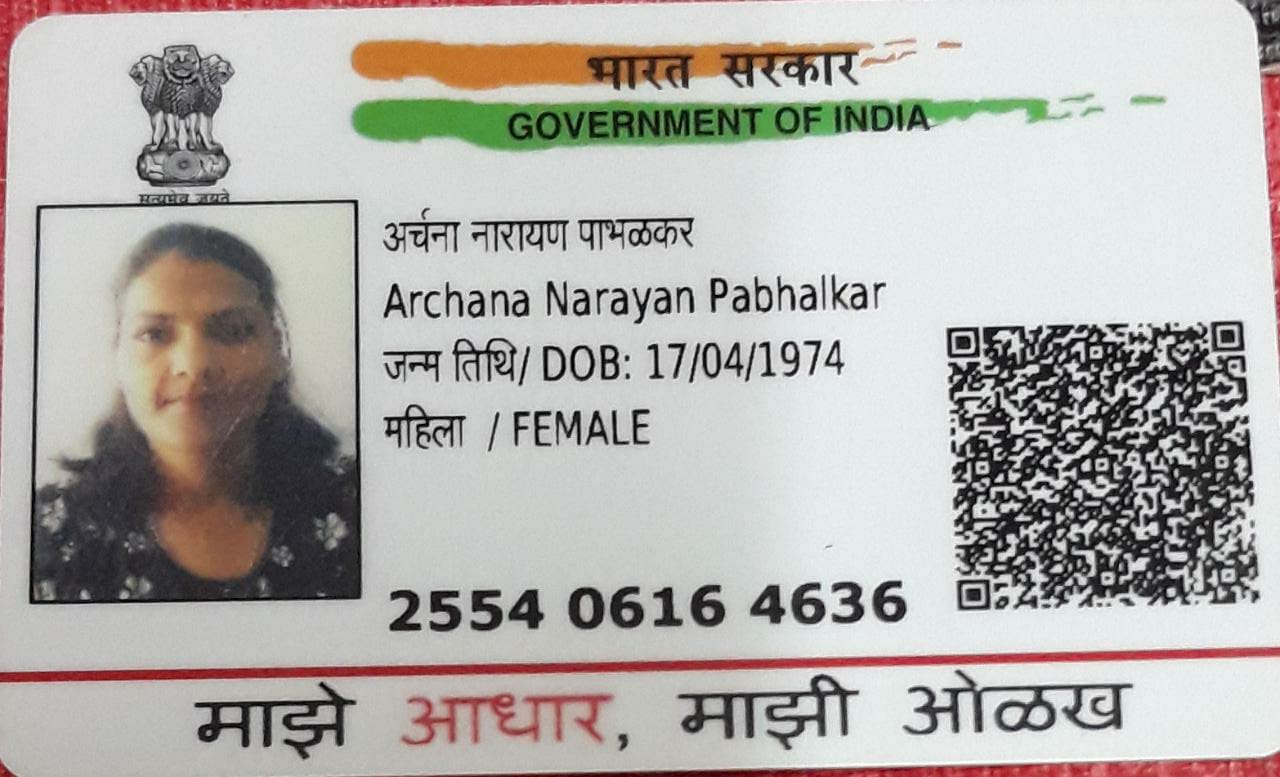 भारत सरकार
GOVERNMENT OF INDIA
सत्यमेव जयते
अर्चना नारायण पाभळकर
Archana Narayan Pabhalkar
जन्म तिथि/ DOB: 17/04/1974
महिला / FEMALE
2554 0616 4636
माझे आधार, माझी ओळख